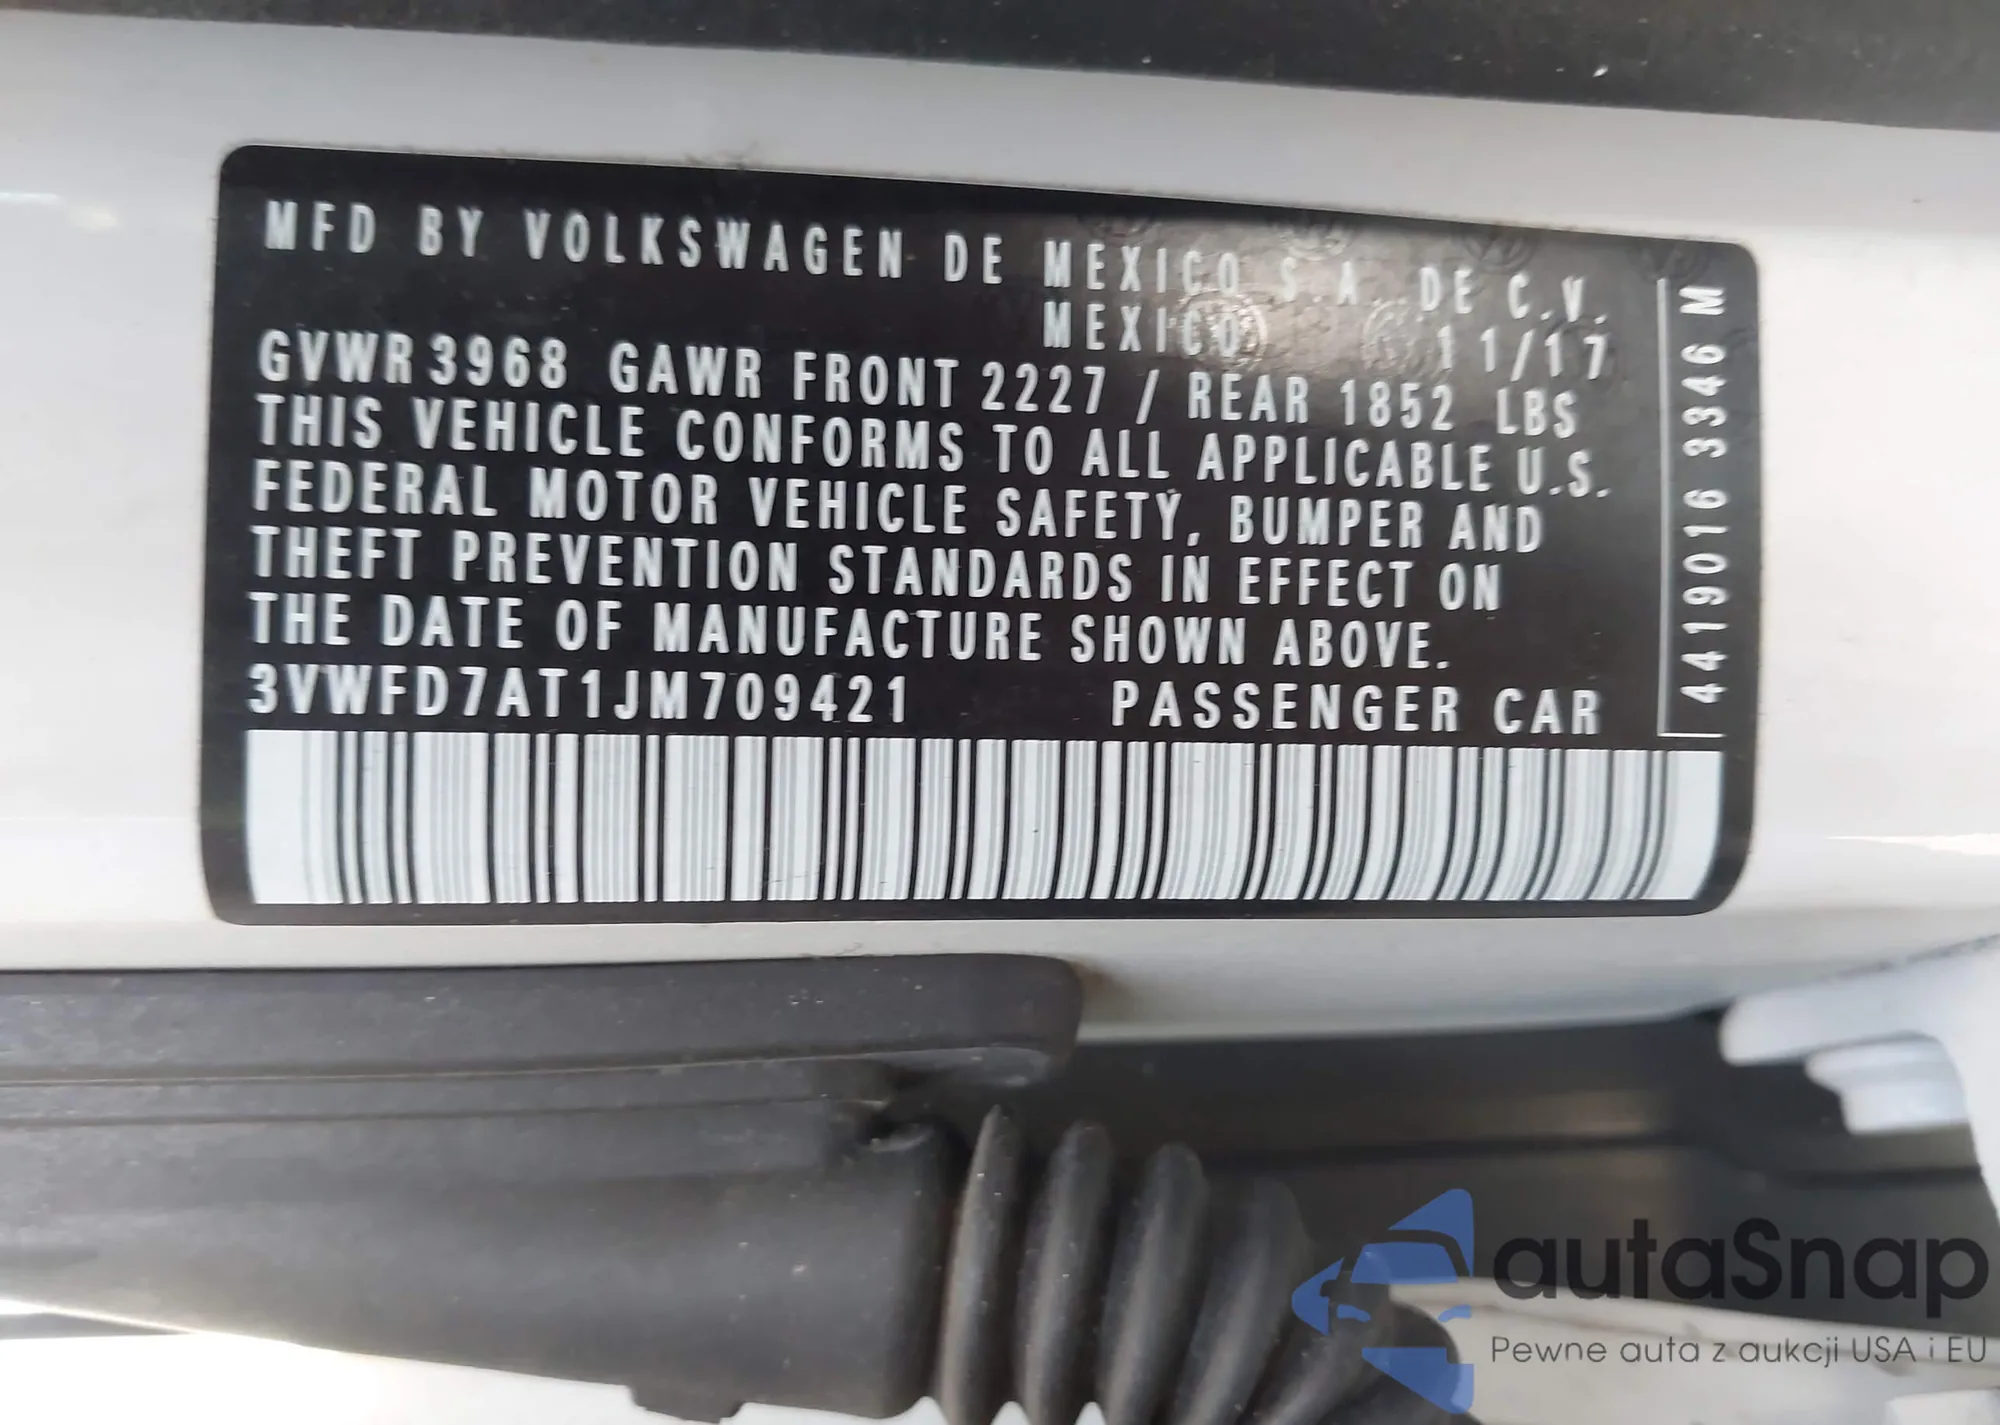 MFD BY VOLKSWAGEN DE MEXICO S.A. DE C.V.
MEXICO 11/17
GVWR 3968 GAWR FRONT 2227 / REAR 1852 LBS
THIS VEHICLE CONFORMS TO ALL APPLICABLE U.S.
FEDERAL MOTOR VEHICLE SAFETY, BUMPER AND
THEFT PREVENTION STANDARDS IN EFFECT ON
THE DATE OF MANUFACTURE SHOWN ABOVE.
3VWFD7AT1JM709421 PASSENGER CAR
4419016 3346 M
autaSnap
Pewne auta z aukcji USA i EU